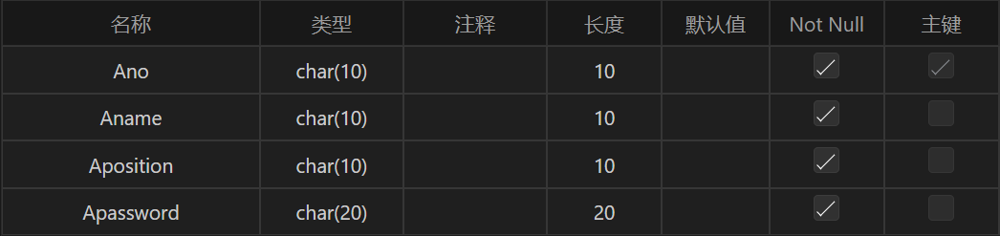 名称 类型 注释 长度 默认值 Not Null 主键
Ano char(10) 10
Aname char(10) 10
Aposition char(10) 10
Apassword char(20) 20